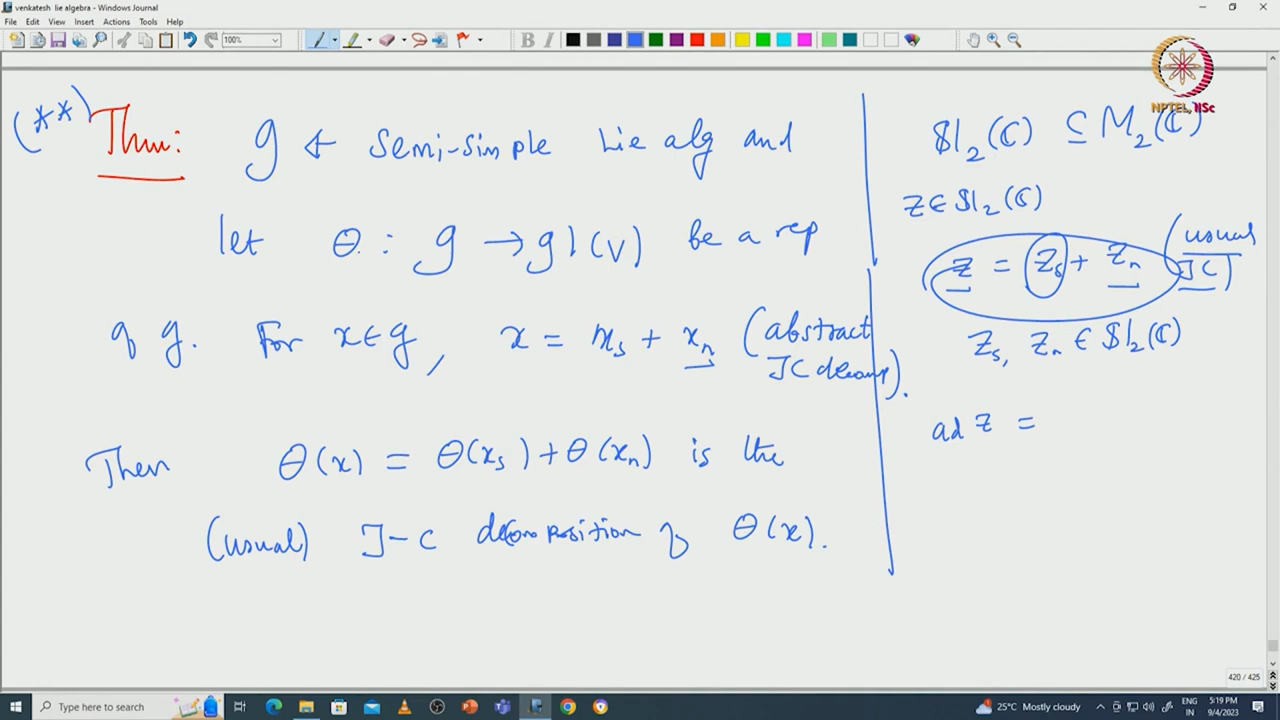 venkatesh lie algebra - Windows Journal
File Edit View Insert Actions Tools Help
100%
B I
NPTEL, IISc
(**) Thm: g ← semi-simple Lie alg and
let θ : g → gl(V) be a rep
of g. For x ∈ g, x = xs + xn (abstract
JC decomp).
Then θ(x) = θ(xs) + θ(xn) is the
(usual) J-C decomposition of θ(x).
sl2(ℂ) ⊆ M2(ℂ)
z ∈ sl2(ℂ)
z = zs + zn (usual
JC)
zs, zn ∈ sl2(ℂ)
ad z =
420 / 425
Type here to search
25°C Mostly cloudy
ENG
IN
5:19 PM
9/4/2023